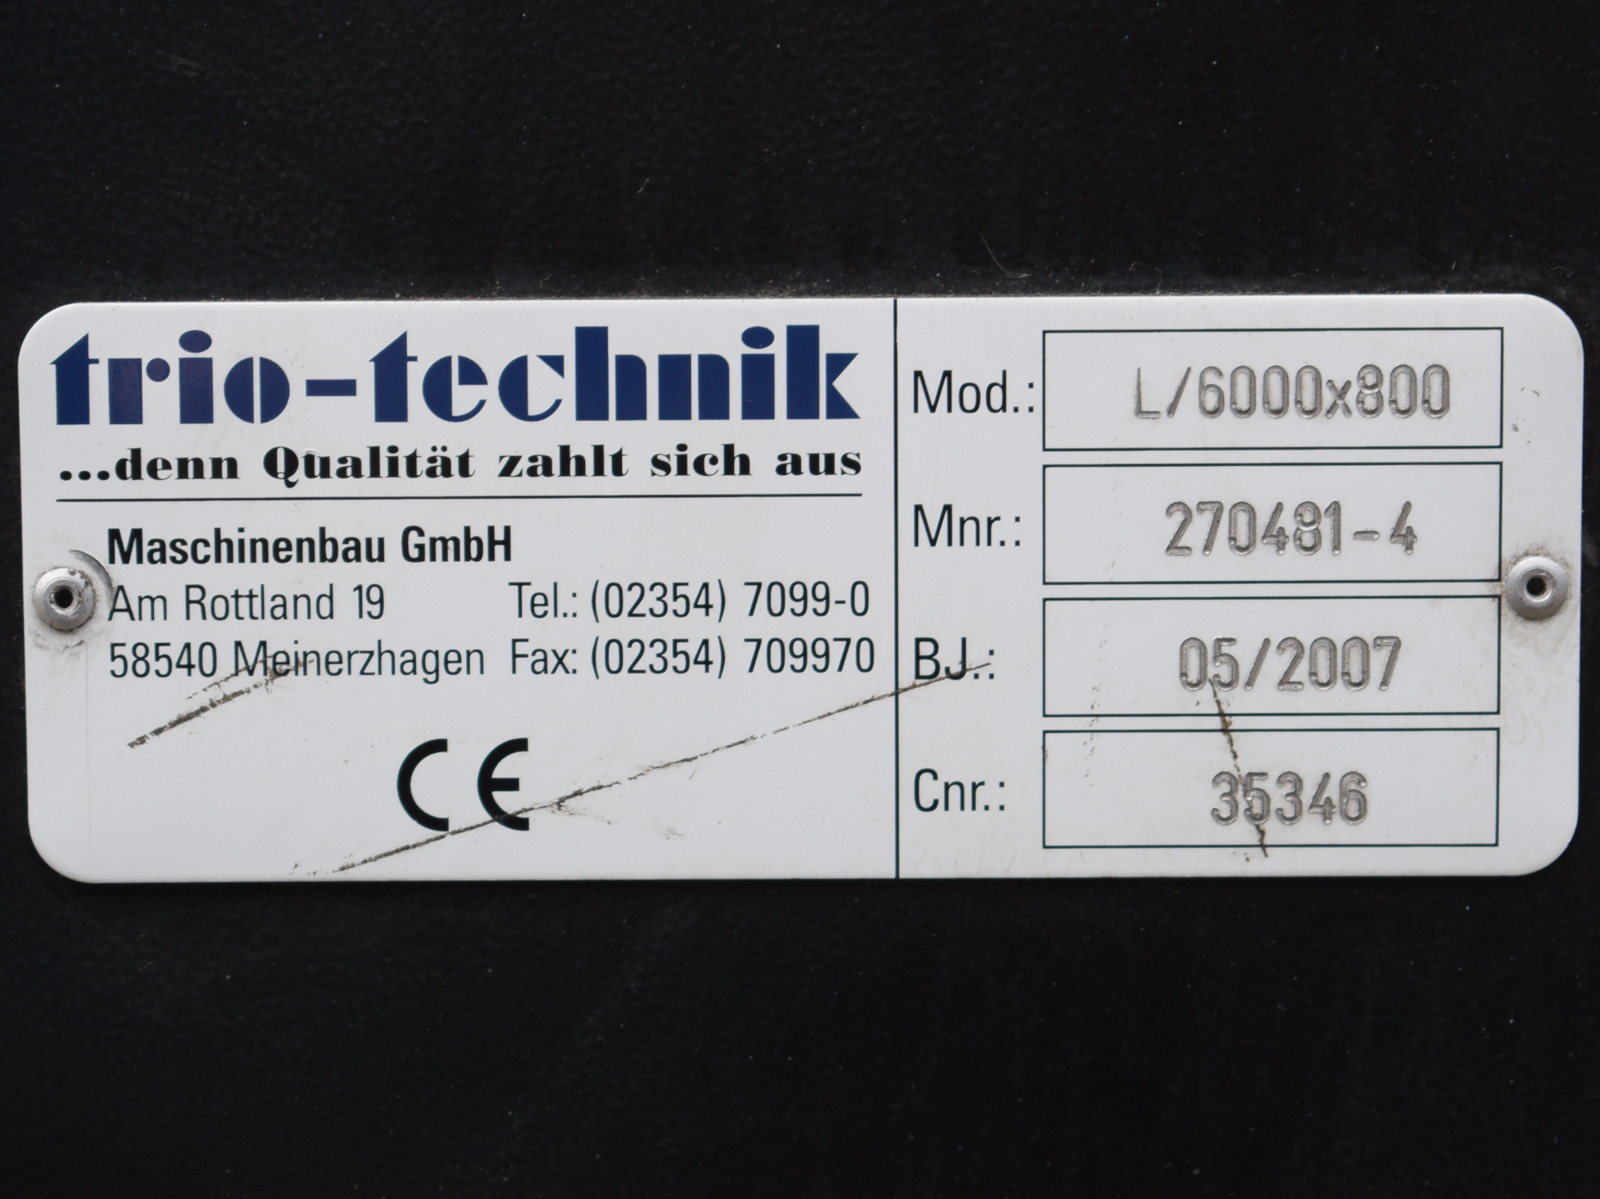 trio-technik
...denn Qualität zahlt sich aus
Maschinenbau GmbH
Am Rottland 19 Tel.: (02354) 7099-0
58540 Meinerzhagen Fax: (02354) 709970
CE
Mod.: L/6000x800
Mnr.: 270481-4
BJ.: 05/2007
Cnr.: 35346